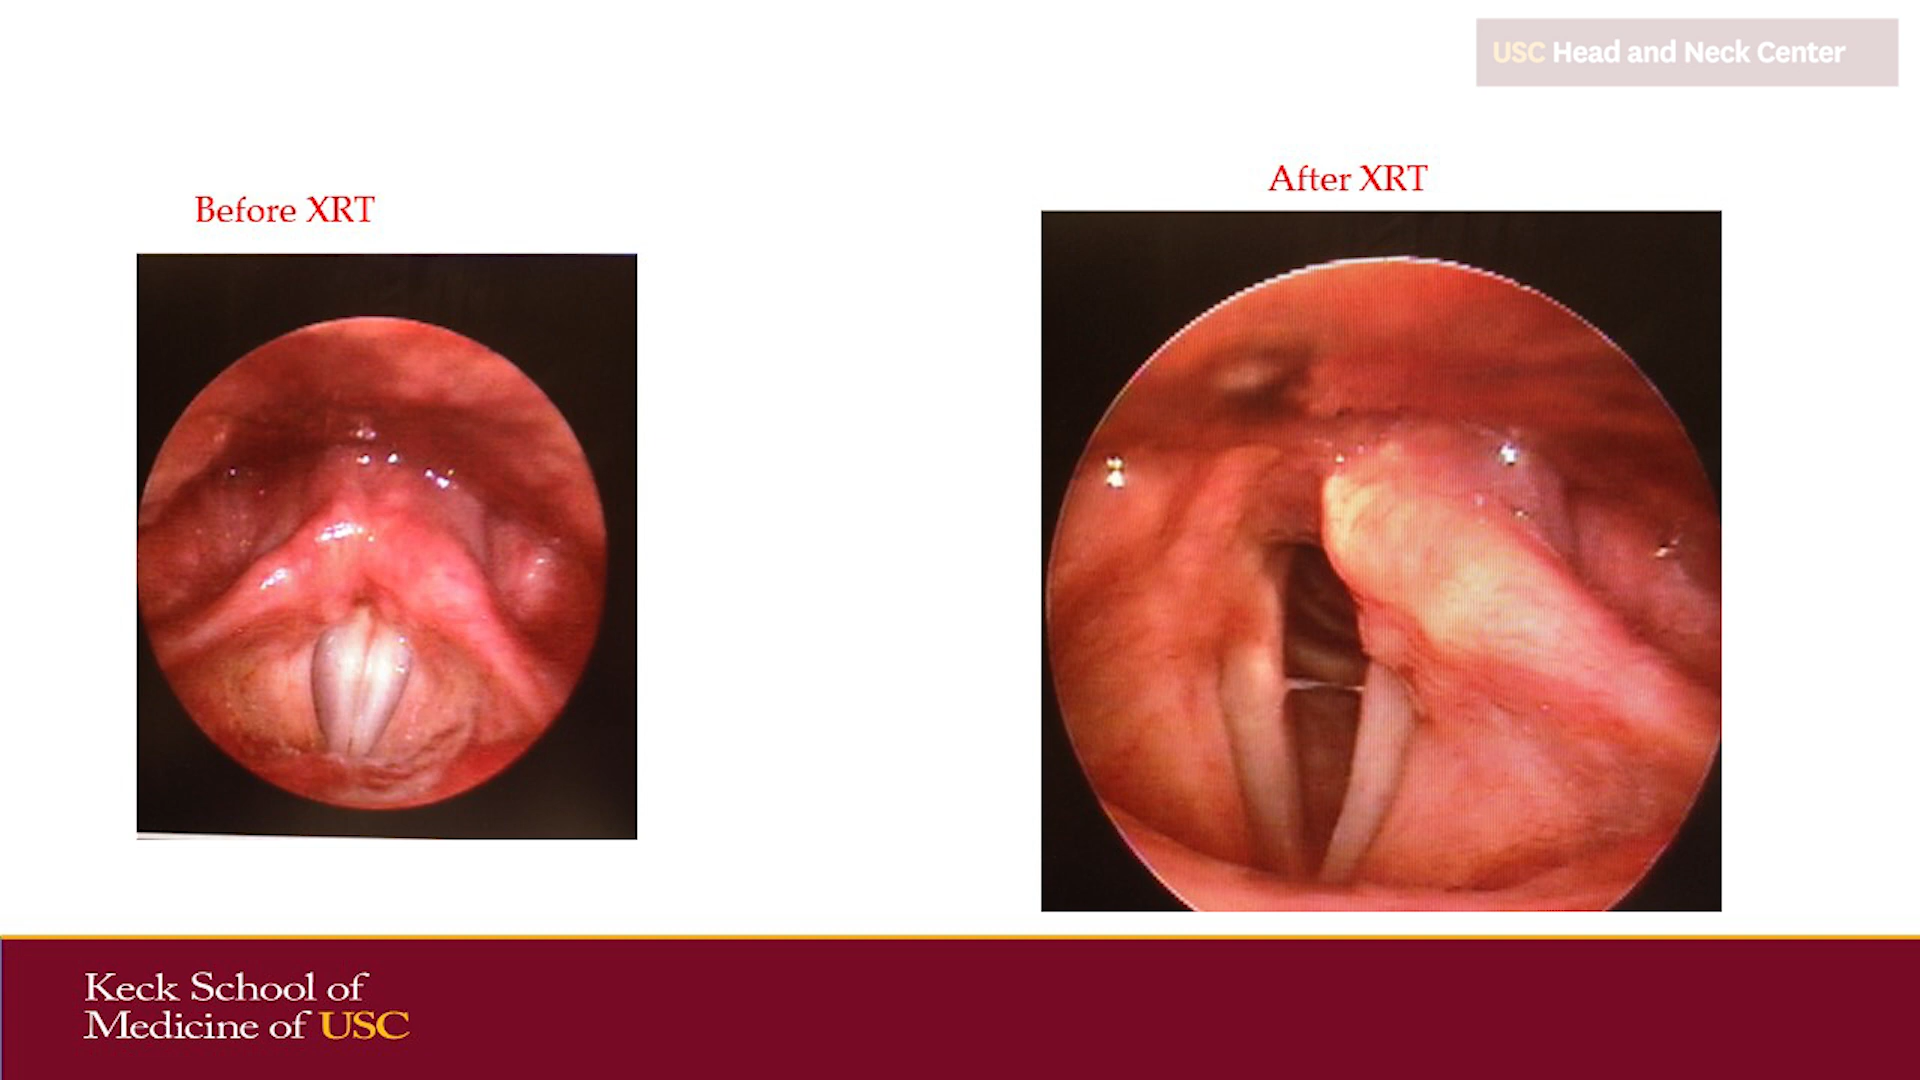 USC Head and Neck Center
After XRT
Before XRT
Keck School of
Medicine of USC